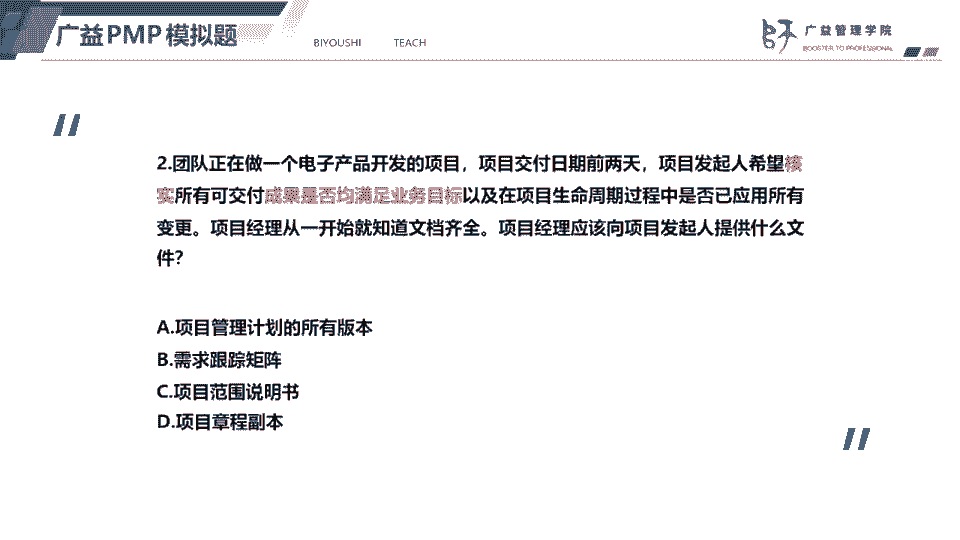 广益PMP模拟题
BIYOUSHI TEACH
广益管理学院
BOOSTER TO PROFESSIONAL
2.团队正在做一个电子产品开发的项目，项目交付日期前两天，项目发起人希望核
实所有可交付成果是否均满足业务目标以及在项目生命周期过程中是否已应用所有
变更。项目经理从一开始就知道文档齐全。项目经理应该向项目发起人提供什么文
件？
A.项目管理计划的所有版本
B.需求跟踪矩阵
C.项目范围说明书
D.项目章程副本